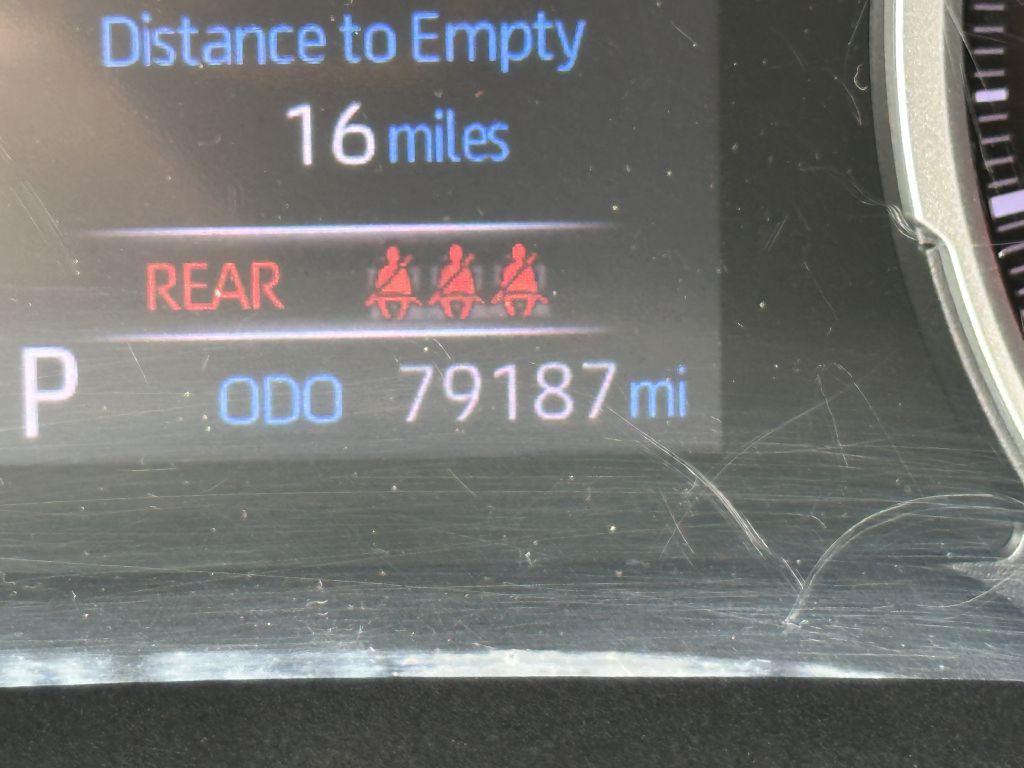 Distance to Empty
16 miles
REAR
P ODO 79187 mi